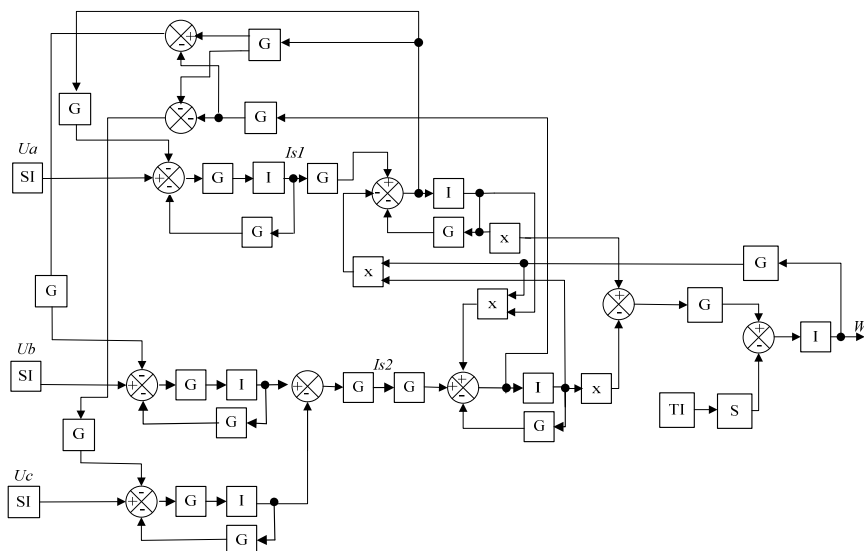 G
+
-
G
-
-
G
Ua
Is1
SI
-
+
-
G
I
G
+
-
-
I
G
G
x
x
G
G
x
+
-
G
+
-
I
W
Ub
Is2
SI
-
+
-
G
I
+
-
G
G
+
+
-
I
x
TI
S
G
G
G
Uc
SI
-
+
-
G
I
G